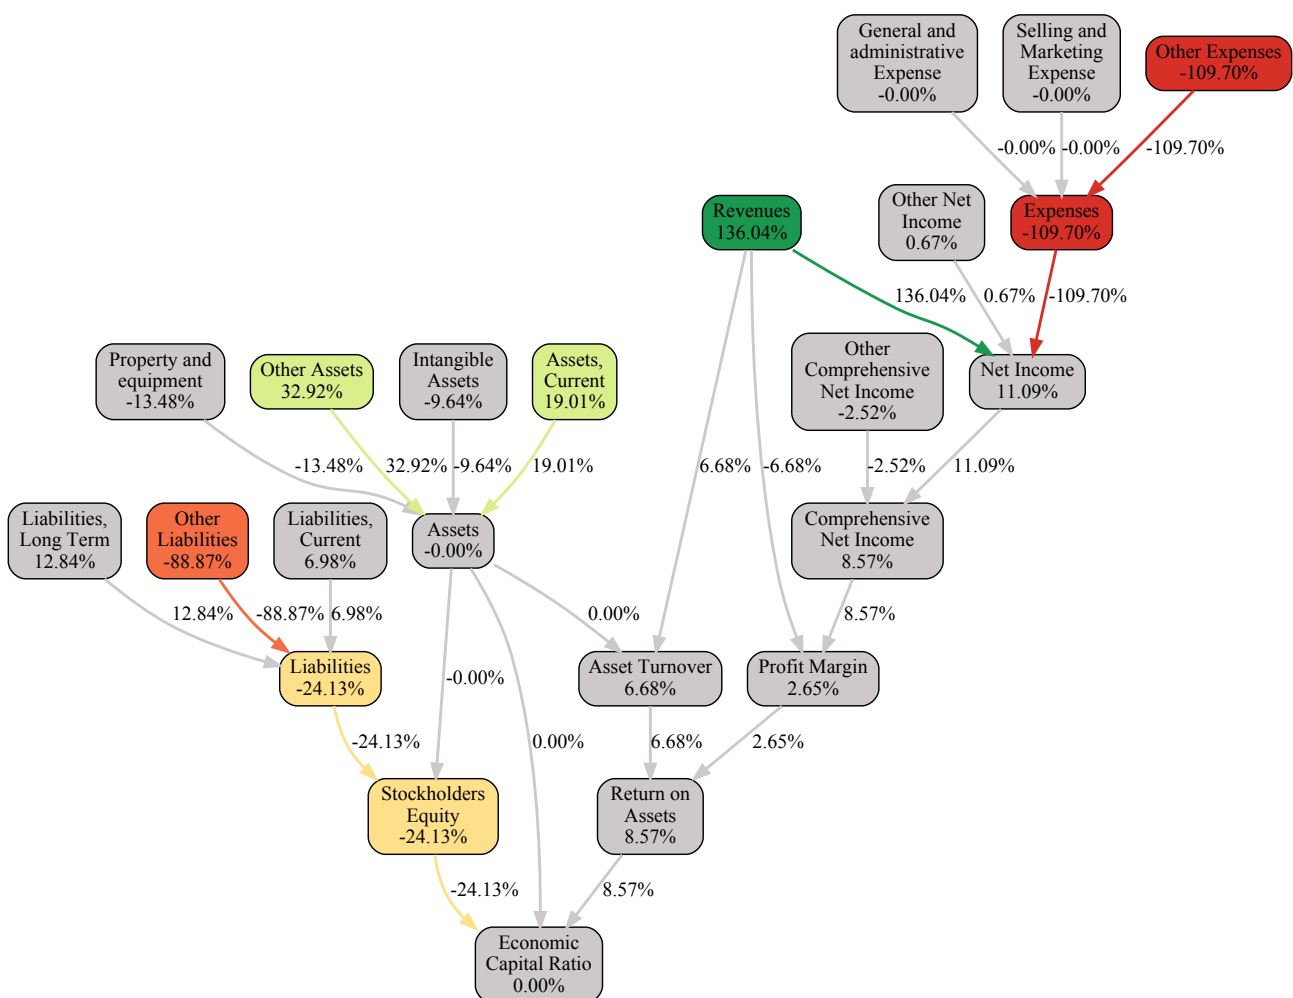 General and
administrative
Expense
-0.00%
Selling and
Marketing
Expense
-0.00%
Other Expenses
-109.70%
-0.00%
-0.00%
-109.70%
Revenues
136.04%
Other Net
Income
0.67%
Expenses
-109.70%
136.04%
0.67%
-109.70%
Property and
equipment
-13.48%
Other Assets
32.92%
Intangible
Assets
-9.64%
Assets,
Current
19.01%
Other
Comprehensive
Net Income
-2.52%
Net Income
11.09%
-13.48%
32.92%
-9.64%
19.01%
6.68%
-6.68%
-2.52%
11.09%
Liabilities,
Long Term
12.84%
Other
Liabilities
-88.87%
Liabilities,
Current
6.98%
Assets
-0.00%
Comprehensive
Net Income
8.57%
12.84%
-88.87%
6.98%
0.00%
8.57%
Liabilities
-24.13%
-0.00%
Asset Turnover
6.68%
Profit Margin
2.65%
-24.13%
0.00%
6.68%
2.65%
Stockholders
Equity
-24.13%
Return on
Assets
8.57%
-24.13%
8.57%
Economic
Capital Ratio
0.00%